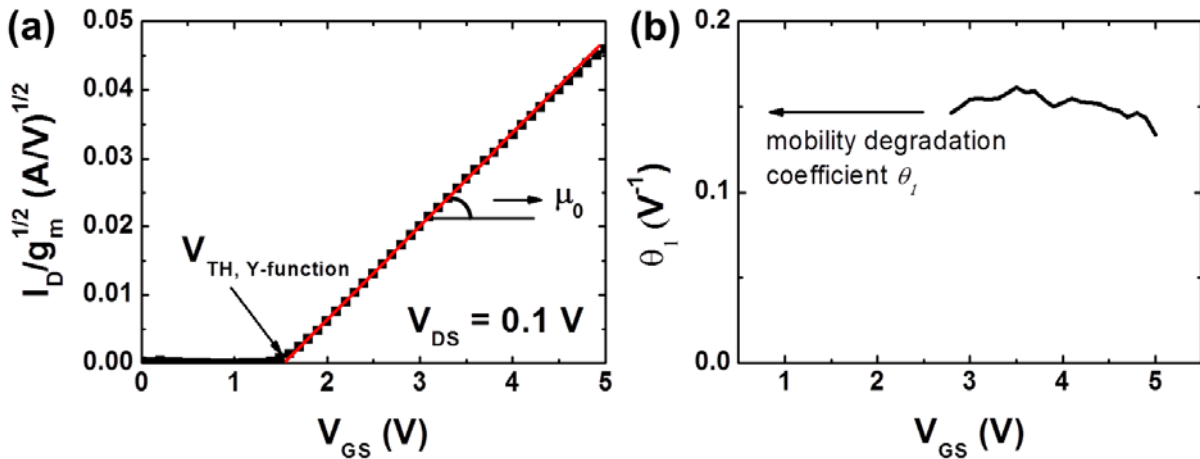 (a)
I_D/g_m^1/2 (A/V)^1/2
0.05
0.04
0.03
0.02
0.01
0.00
V_TH, Y-function
μ_0
V_DS = 0.1 V
0 1 2 3 4 5
V_GS (V)
(b)
θ_1 (V^-1)
0.2
0.1
0.0
mobility degradation
coefficient θ_1
1 2 3 4 5
V_GS (V)